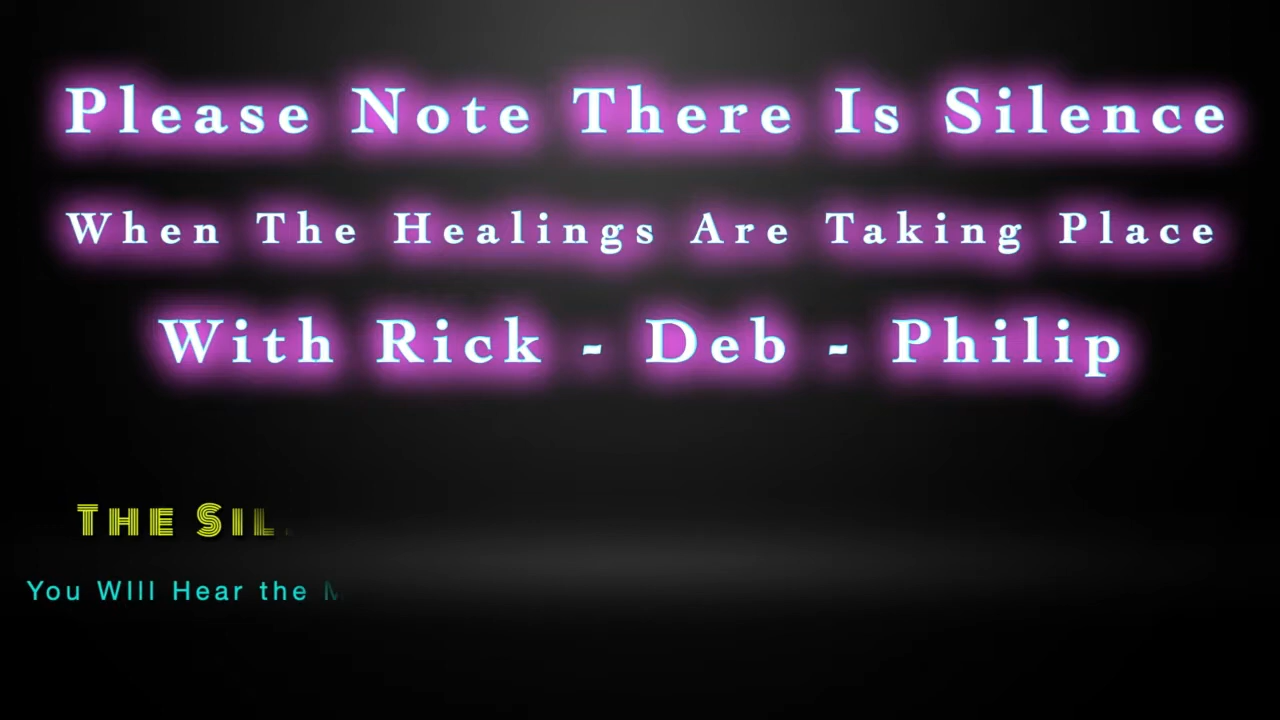 Please Note There Is Silence
When The Healings Are Taking Place
With Rick - Deb - Philip
The
You WIll Hear the